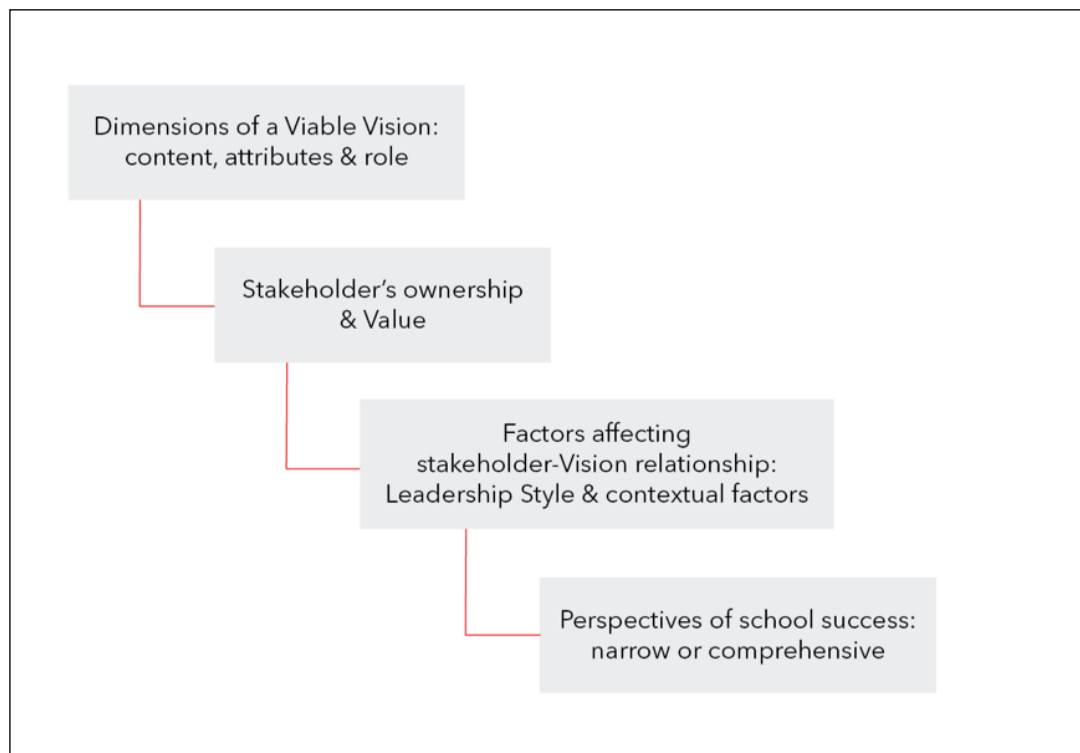 Dimensions of a Viable Vision:
content, attributes & role
Stakeholder’s ownership
& Value
Factors affecting
stakeholder-Vision relationship:
Leadership Style & contextual factors
Perspectives of school success:
narrow or comprehensive